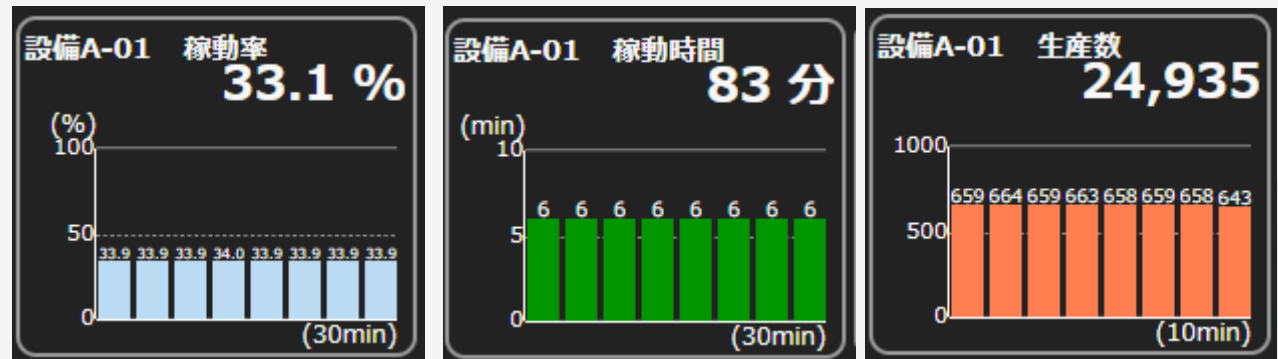 設備A-01 稼動率
33.1 %
(%)
100
50
33.9 33.9 33.9 34.0 33.9 33.9 33.9 33.9
0
(30min)
設備A-01 稼動時間
83 分
(min)
10
6 6 6 6 6 6 6 6
5
0
(30min)
設備A-01 生産数
24,935
1000
659 664 659 663 658 659 658 643
500
0
(10min)